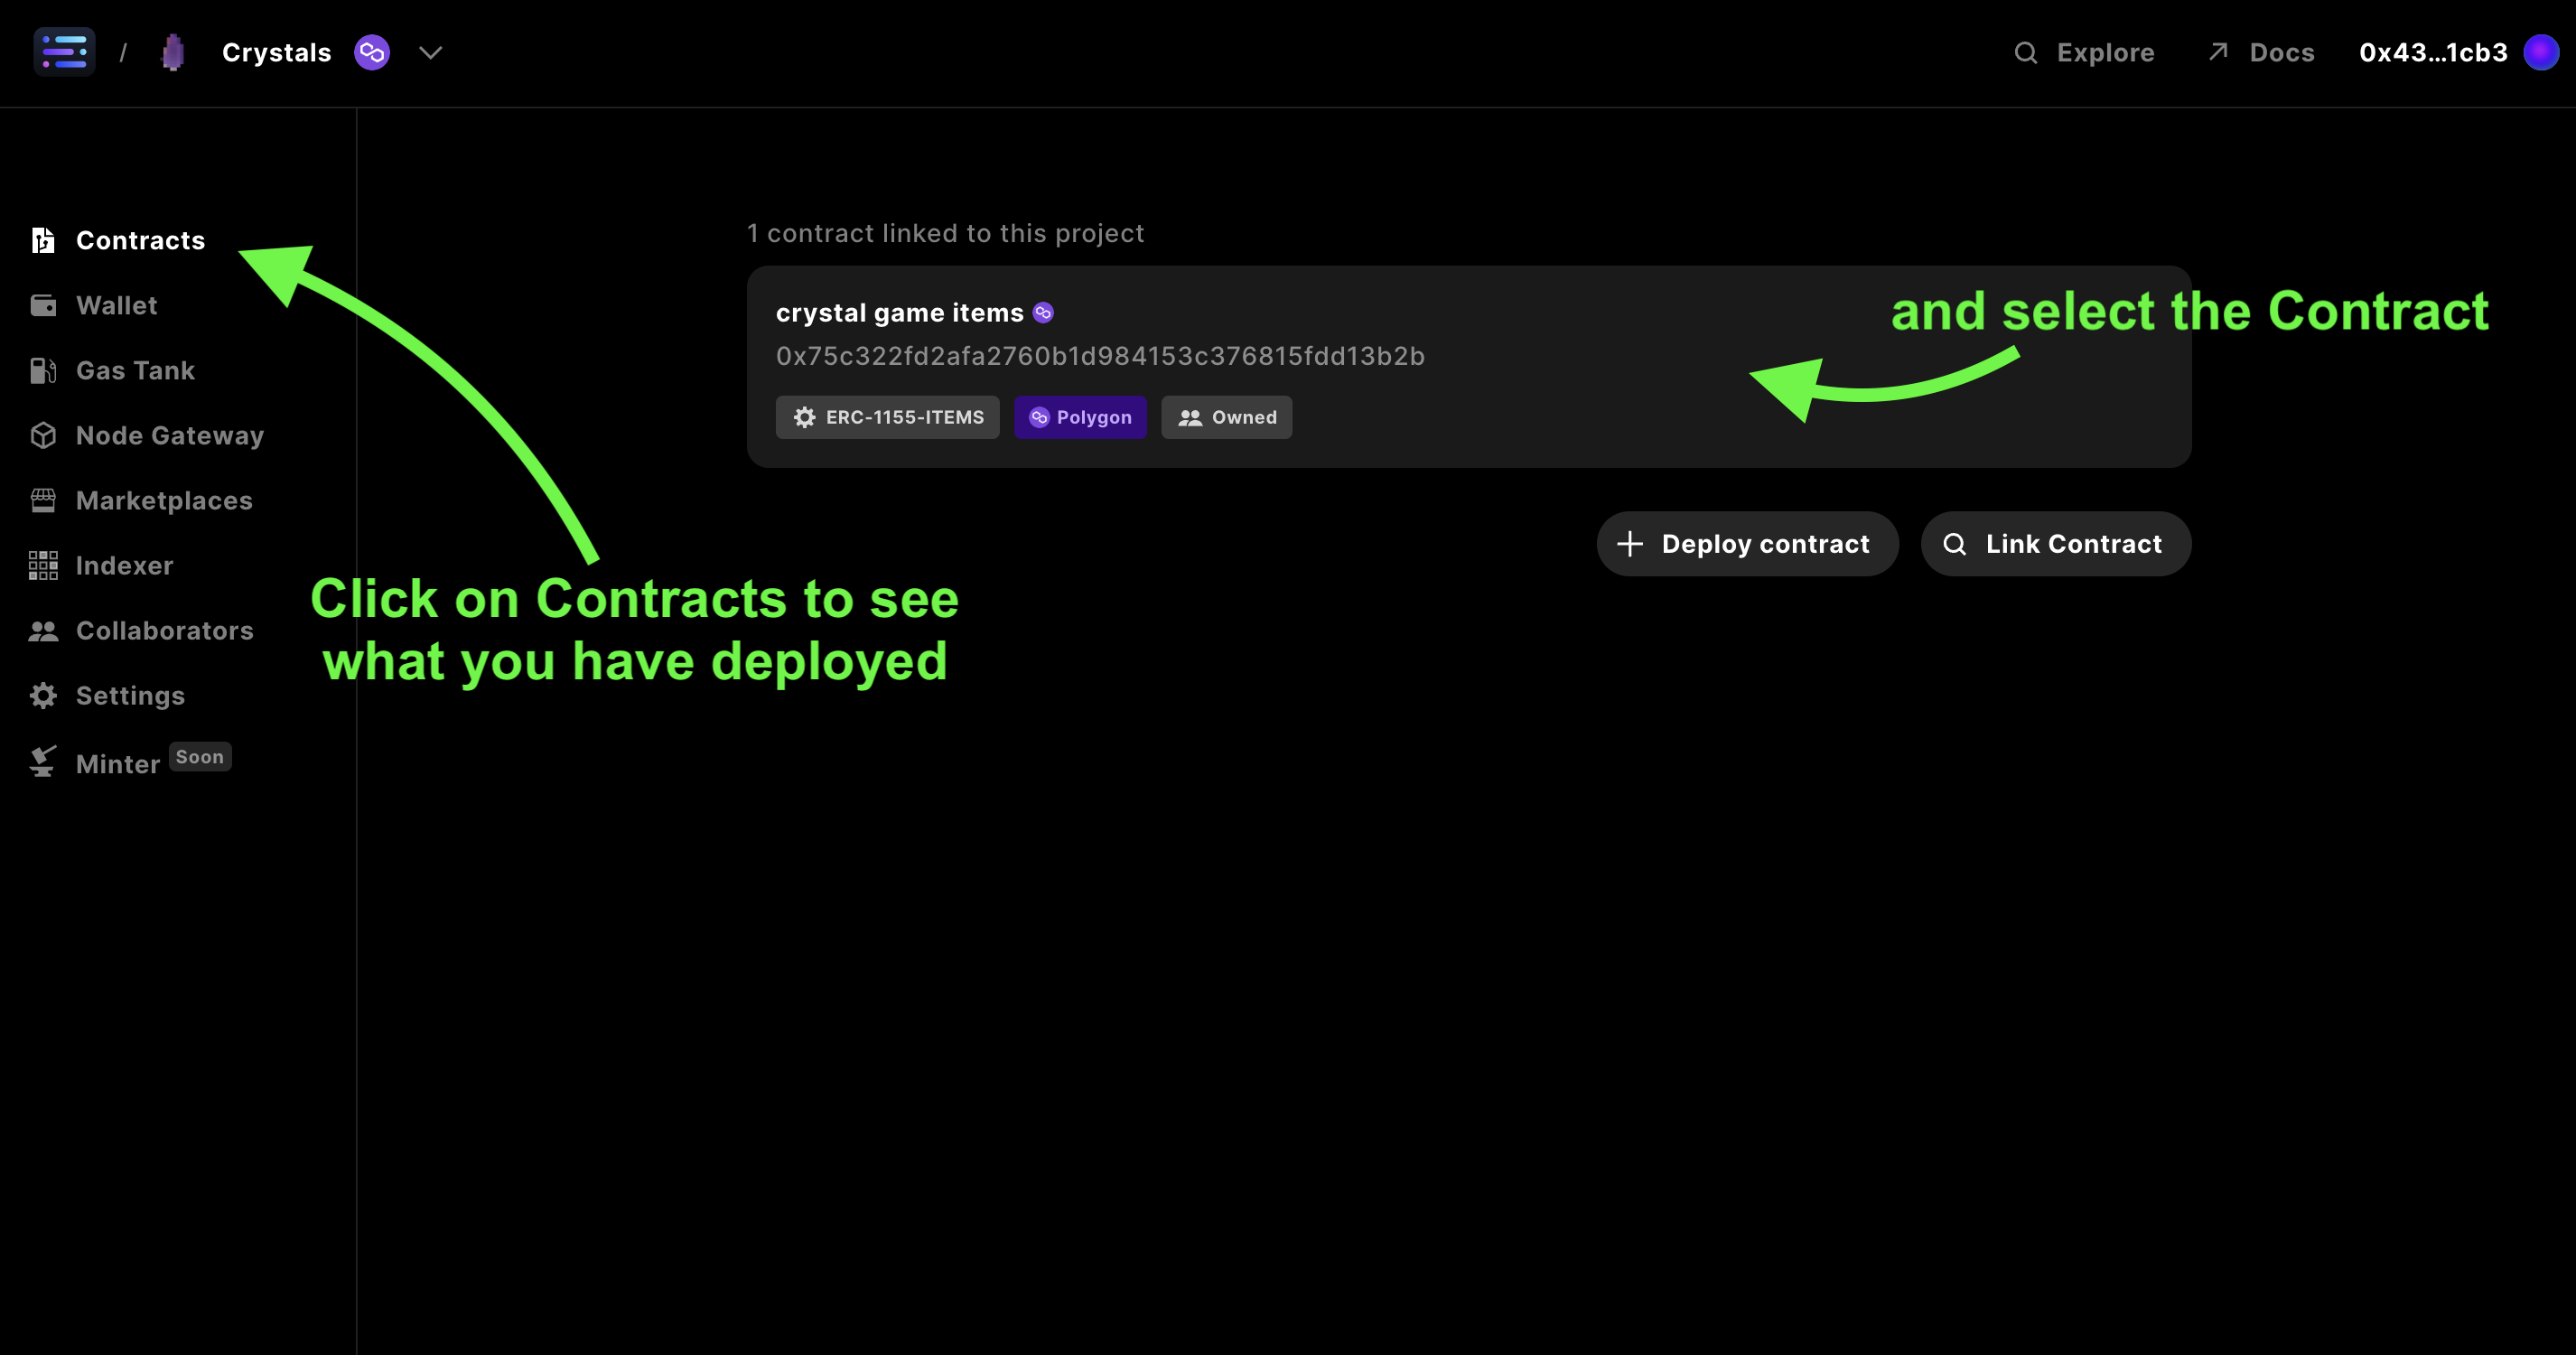 / Crystals
Explore
Docs
0x43...1cb3
Contracts
Wallet
Gas Tank
Node Gateway
Marketplaces
Indexer
Collaborators
Settings
Minter Soon
1 contract linked to this project
crystal game items
0x75c322fd2afa2760b1d984153c376815fdd13b2b
ERC-1155-ITEMS
Polygon
Owned
and select the Contract
Deploy contract
Link Contract
Click on Contracts to see
what you have deployed